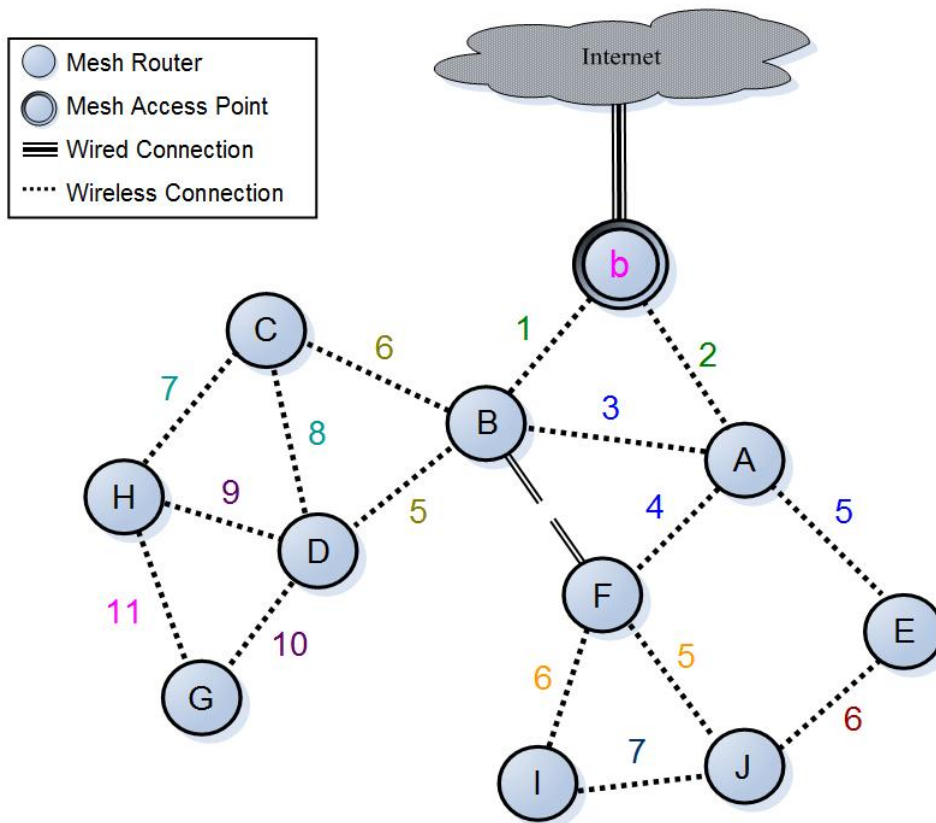 Internet
Mesh Router
Mesh Access Point
Wired Connection
Wireless Connection
b
C
6
1
2
7
8
B
3
A
H
9
5
4
5
D
F
11
10
E
G
6
5
6
7
I
J